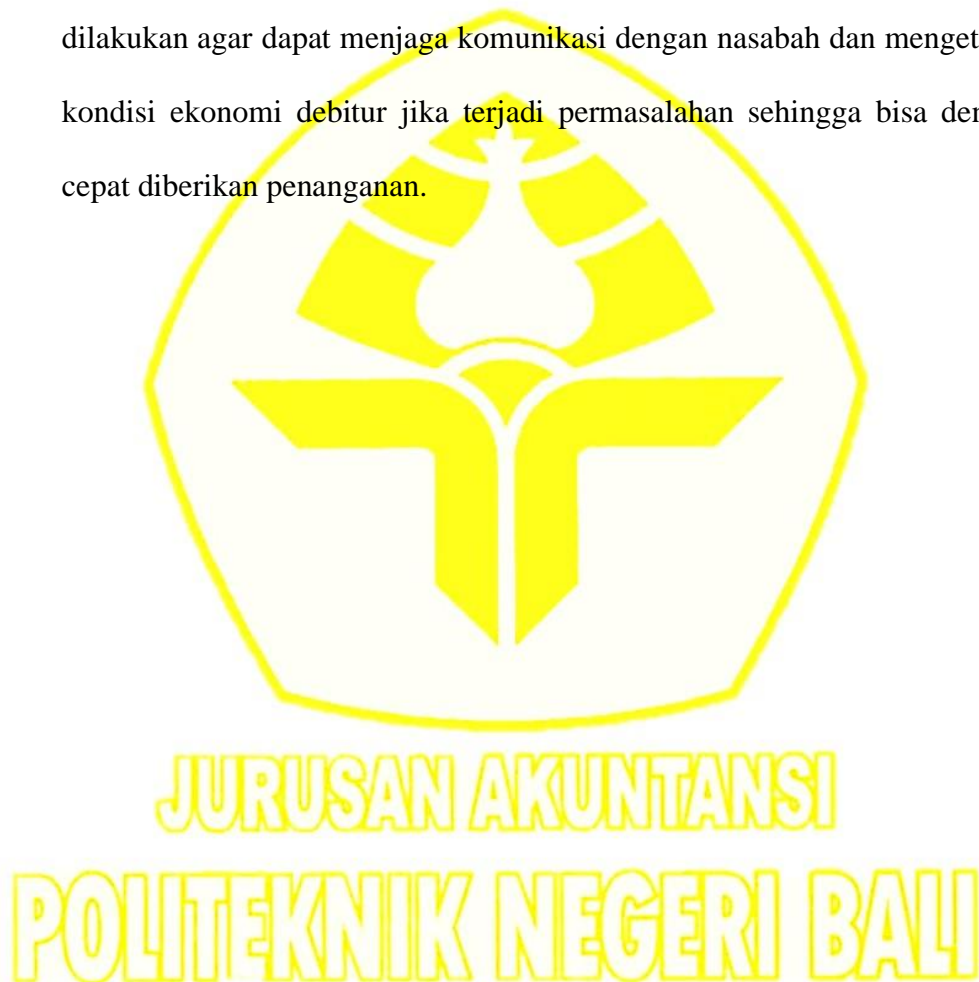 dilakukan agar dapat menjaga komunikasi dengan nasabah dan menget
kondisi ekonomi debitur jika terjadi permasalahan sehingga bisa den
cepat diberikan penanganan.
JURUSAN AKUNTANSI
POLITEKNIK NEGERI BALI